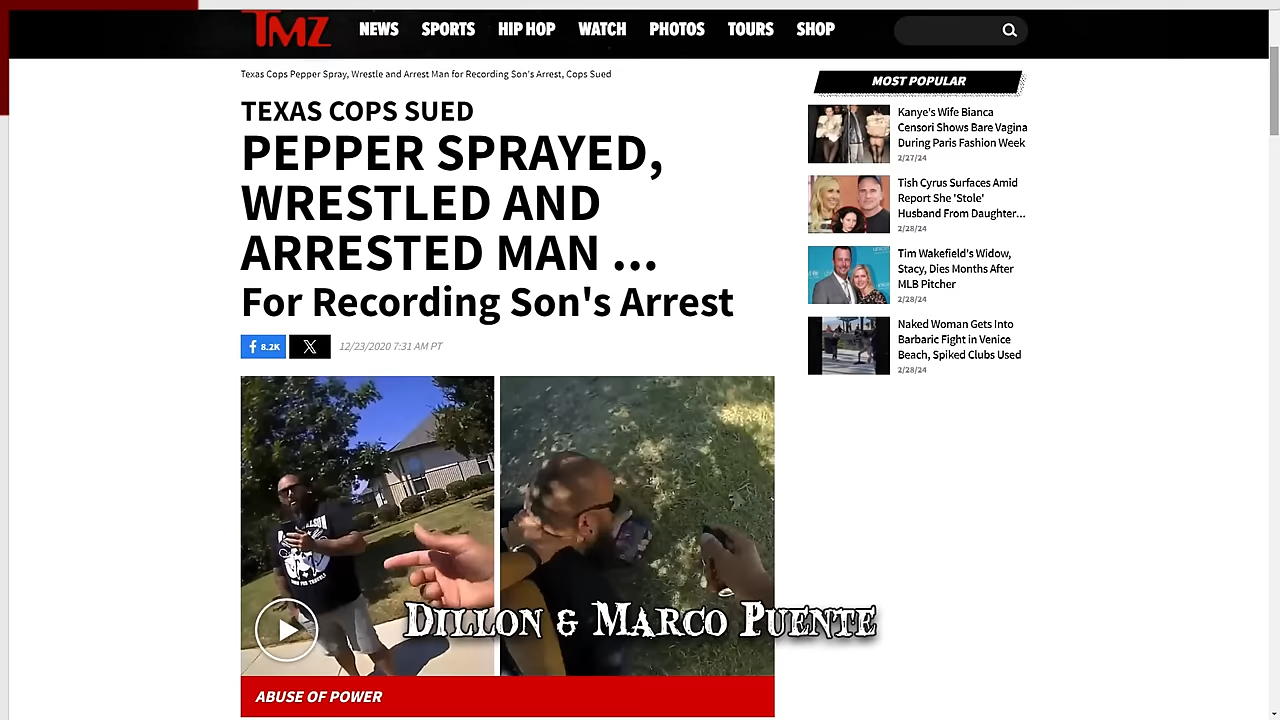 TMZ NEWS SPORTS HIP HOP WATCH PHOTOS TOURS SHOP
Texas Cops Pepper Spray, Wrestle and Arrest Man for Recording Son's Arrest, Cops Sued
TEXAS COPS SUED
PEPPER SPRAYED,
WRESTLED AND
ARRESTED MAN ...
For Recording Son's Arrest
8.2K
12/23/2020 7:31 AM PT
DILLON & MARCO PUENTE
ABUSE OF POWER
MOST POPULAR
Kanye's Wife Bianca
Censori Shows Bare Vagina
During Paris Fashion Week
2/27/24
Tish Cyrus Surfaces Amid
Report She 'Stole'
Husband From Daughter...
2/28/24
Tim Wakefield's Widow,
Stacy, Dies Months After
MLB Pitcher
2/28/24
Naked Woman Gets Into
Barbaric Fight in Venice
Beach, Spiked Clubs Used
2/28/24